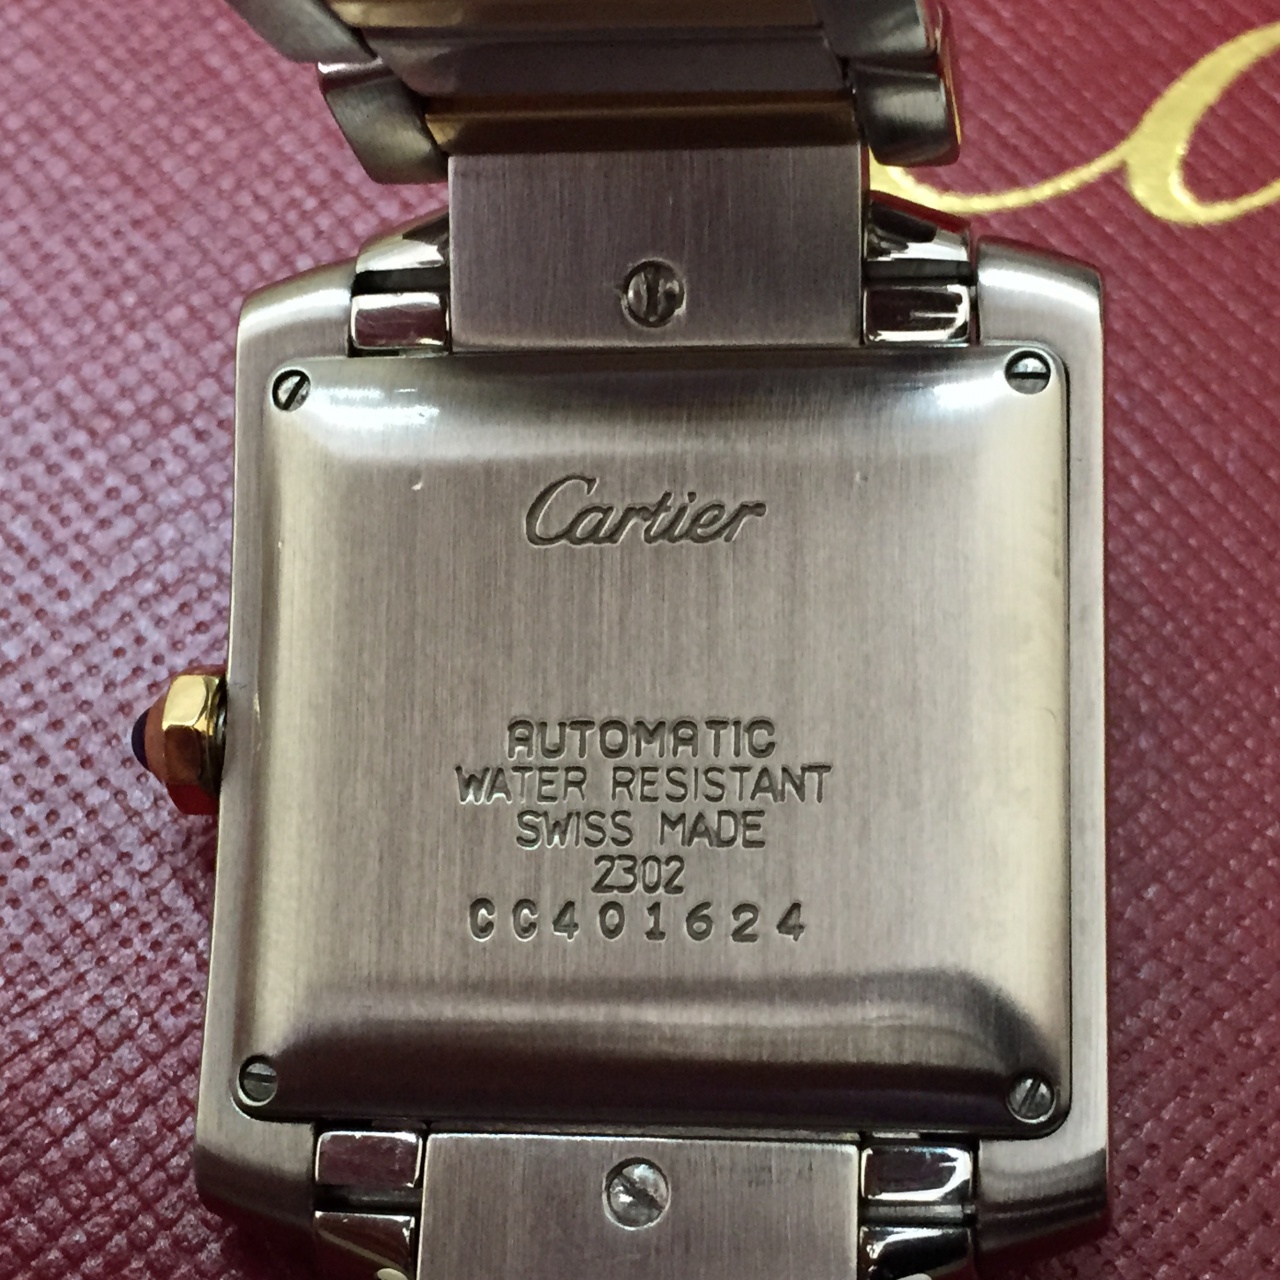 Cartier
AUTOMATIC
WATER RESISTANT
SWISS MADE
2302
CC401624